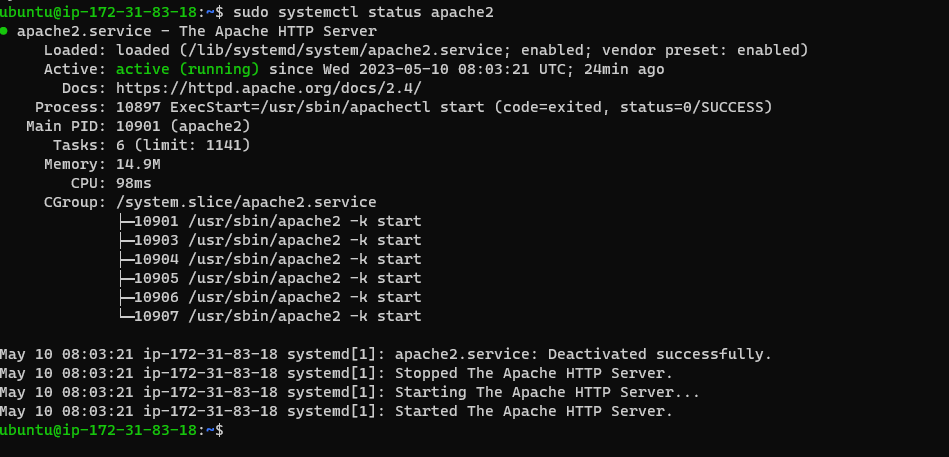 ubuntu@ip-172-31-83-18:~$ sudo systemctl status apache2
● apache2.service - The Apache HTTP Server
     Loaded: loaded (/lib/systemd/system/apache2.service; enabled; vendor preset: enabled)
     Active: active (running) since Wed 2023-05-10 08:03:21 UTC; 24min ago
       Docs: https://httpd.apache.org/docs/2.4/
    Process: 10897 ExecStart=/usr/sbin/apachectl start (code=exited, status=0/SUCCESS)
   Main PID: 10901 (apache2)
      Tasks: 6 (limit: 1141)
     Memory: 14.9M
        CPU: 98ms
     CGroup: /system.slice/apache2.service
             ├─10901 /usr/sbin/apache2 -k start
             ├─10903 /usr/sbin/apache2 -k start
             ├─10904 /usr/sbin/apache2 -k start
             ├─10905 /usr/sbin/apache2 -k start
             ├─10906 /usr/sbin/apache2 -k start
             └─10907 /usr/sbin/apache2 -k start

May 10 08:03:21 ip-172-31-83-18 systemd[1]: apache2.service: Deactivated successfully.
May 10 08:03:21 ip-172-31-83-18 systemd[1]: Stopped The Apache HTTP Server.
May 10 08:03:21 ip-172-31-83-18 systemd[1]: Starting The Apache HTTP Server...
May 10 08:03:21 ip-172-31-83-18 systemd[1]: Started The Apache HTTP Server.
ubuntu@ip-172-31-83-18:~$